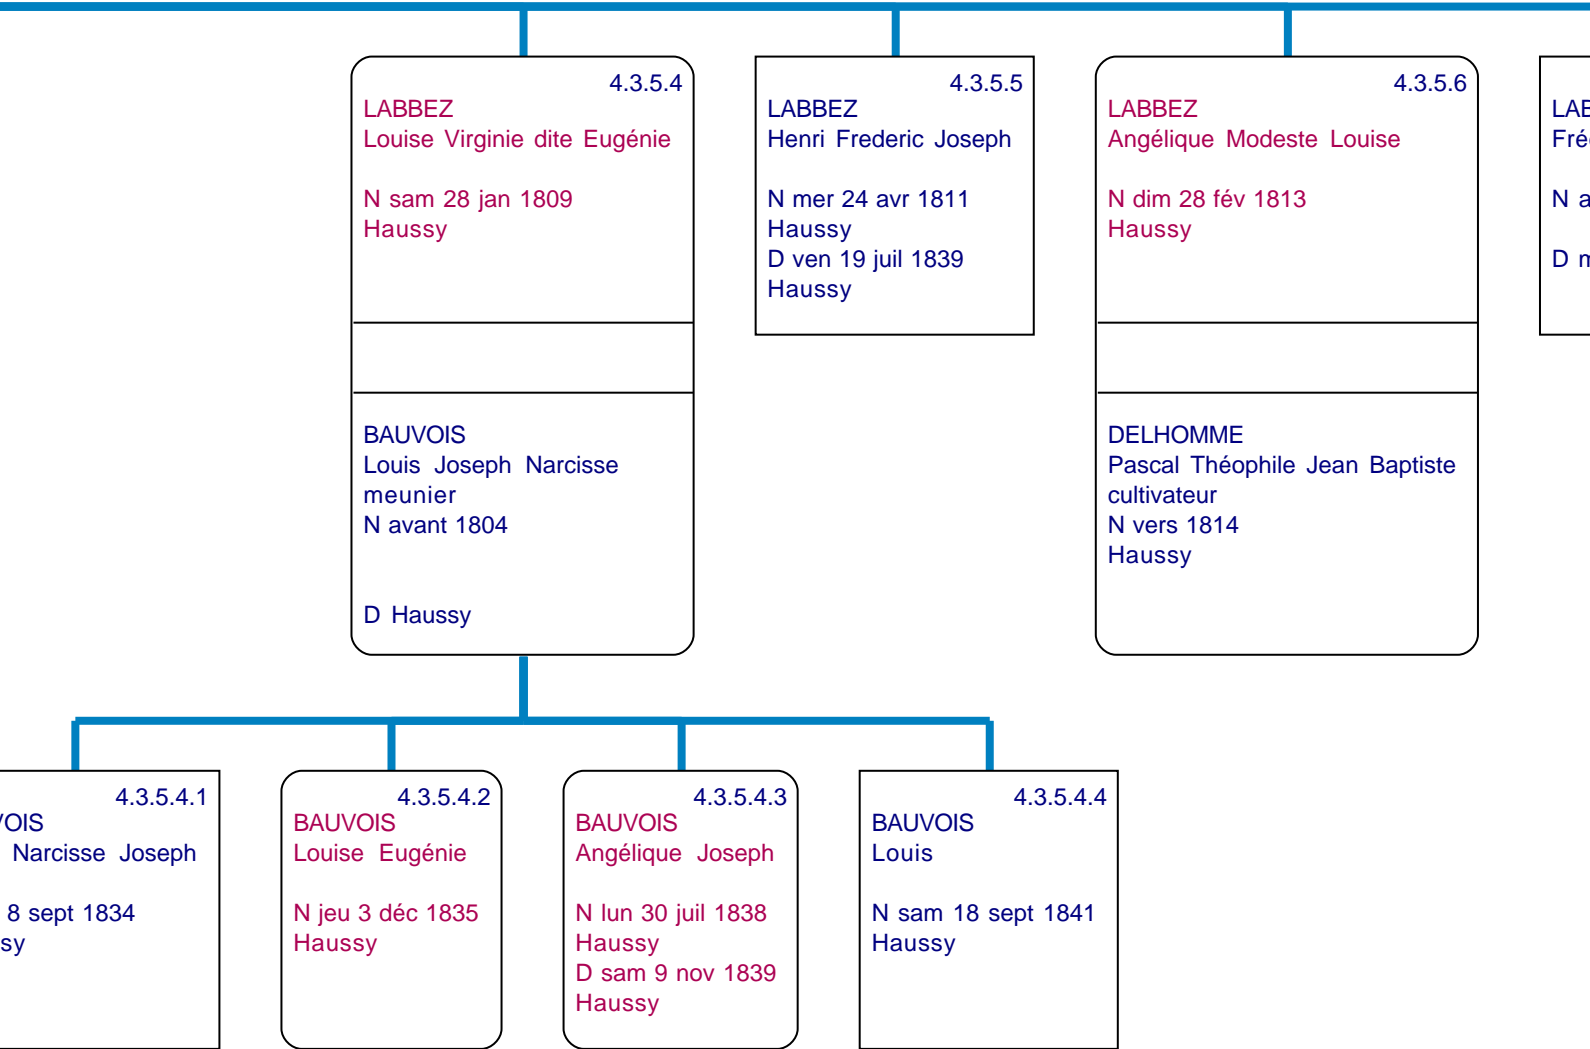 4.3.5.4
LABBEZ
Louise Virginie dite Eugénie
N sam 28 jan 1809
Haussy
BAUVOIS
Louis Joseph Narcisse
meunier
N avant 1804
D Haussy
4.3.5.5
LABBEZ
Henri Frederic Joseph
N mer 24 avr 1811
Haussy
D ven 19 juil 1839
Haussy
4.3.5.6
LABBEZ
Angélique Modeste Louise
N dim 28 fév 1813
Haussy
DELHOMME
Pascal Théophile Jean Baptiste
cultivateur
N vers 1814
Haussy
N
D
4.3.5.4.1
Narcisse Joseph
8 sept 1834
4.3.5.4.2
BAUVOIS
Louise Eugénie
N jeu 3 déc 1835
Haussy
4.3.5.4.3
BAUVOIS
Angélique Joseph
N lun 30 juil 1838
Haussy
D sam 9 nov 1839
Haussy
4.3.5.4.4
BAUVOIS
Louis
N sam 18 sept 1841
Haussy